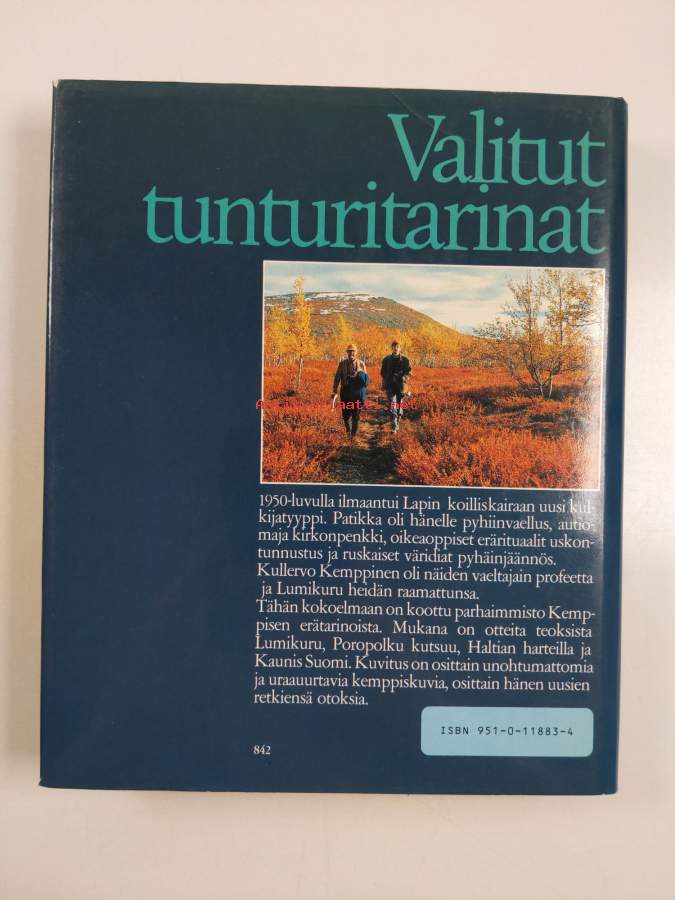 Valitut
tunturitarinat
1950-luvulla ilmaantui Lapin koilliskairaan uusi kul-
kijatyyppi. Patikka oli hänelle pyhiinvaellus, autio-
maja kirkonpenkki, oikeaoppiset erärituaalit uskon-
tunnustus ja ruskaiset väridiat pyhäinjäännös.
Kullervo Kemppinen oli näiden vaeltajain profeetta
ja Lumikuru heidän raamattunsa.
Tähän kokoelmaan on koottu parhaimmisto Kemp-
pisen erätarinoista. Mukana on otteita teoksista
Lumikuru, Poropolku kutsuu, Haltian harteilla ja
Kaunis Suomi. Kuvitus on osittain unohtumattomia
ja uraauurtavia kemppiskuvia, osittain hänen uusien
retkiensä otoksia.
ISBN 951-0-11883-4
842